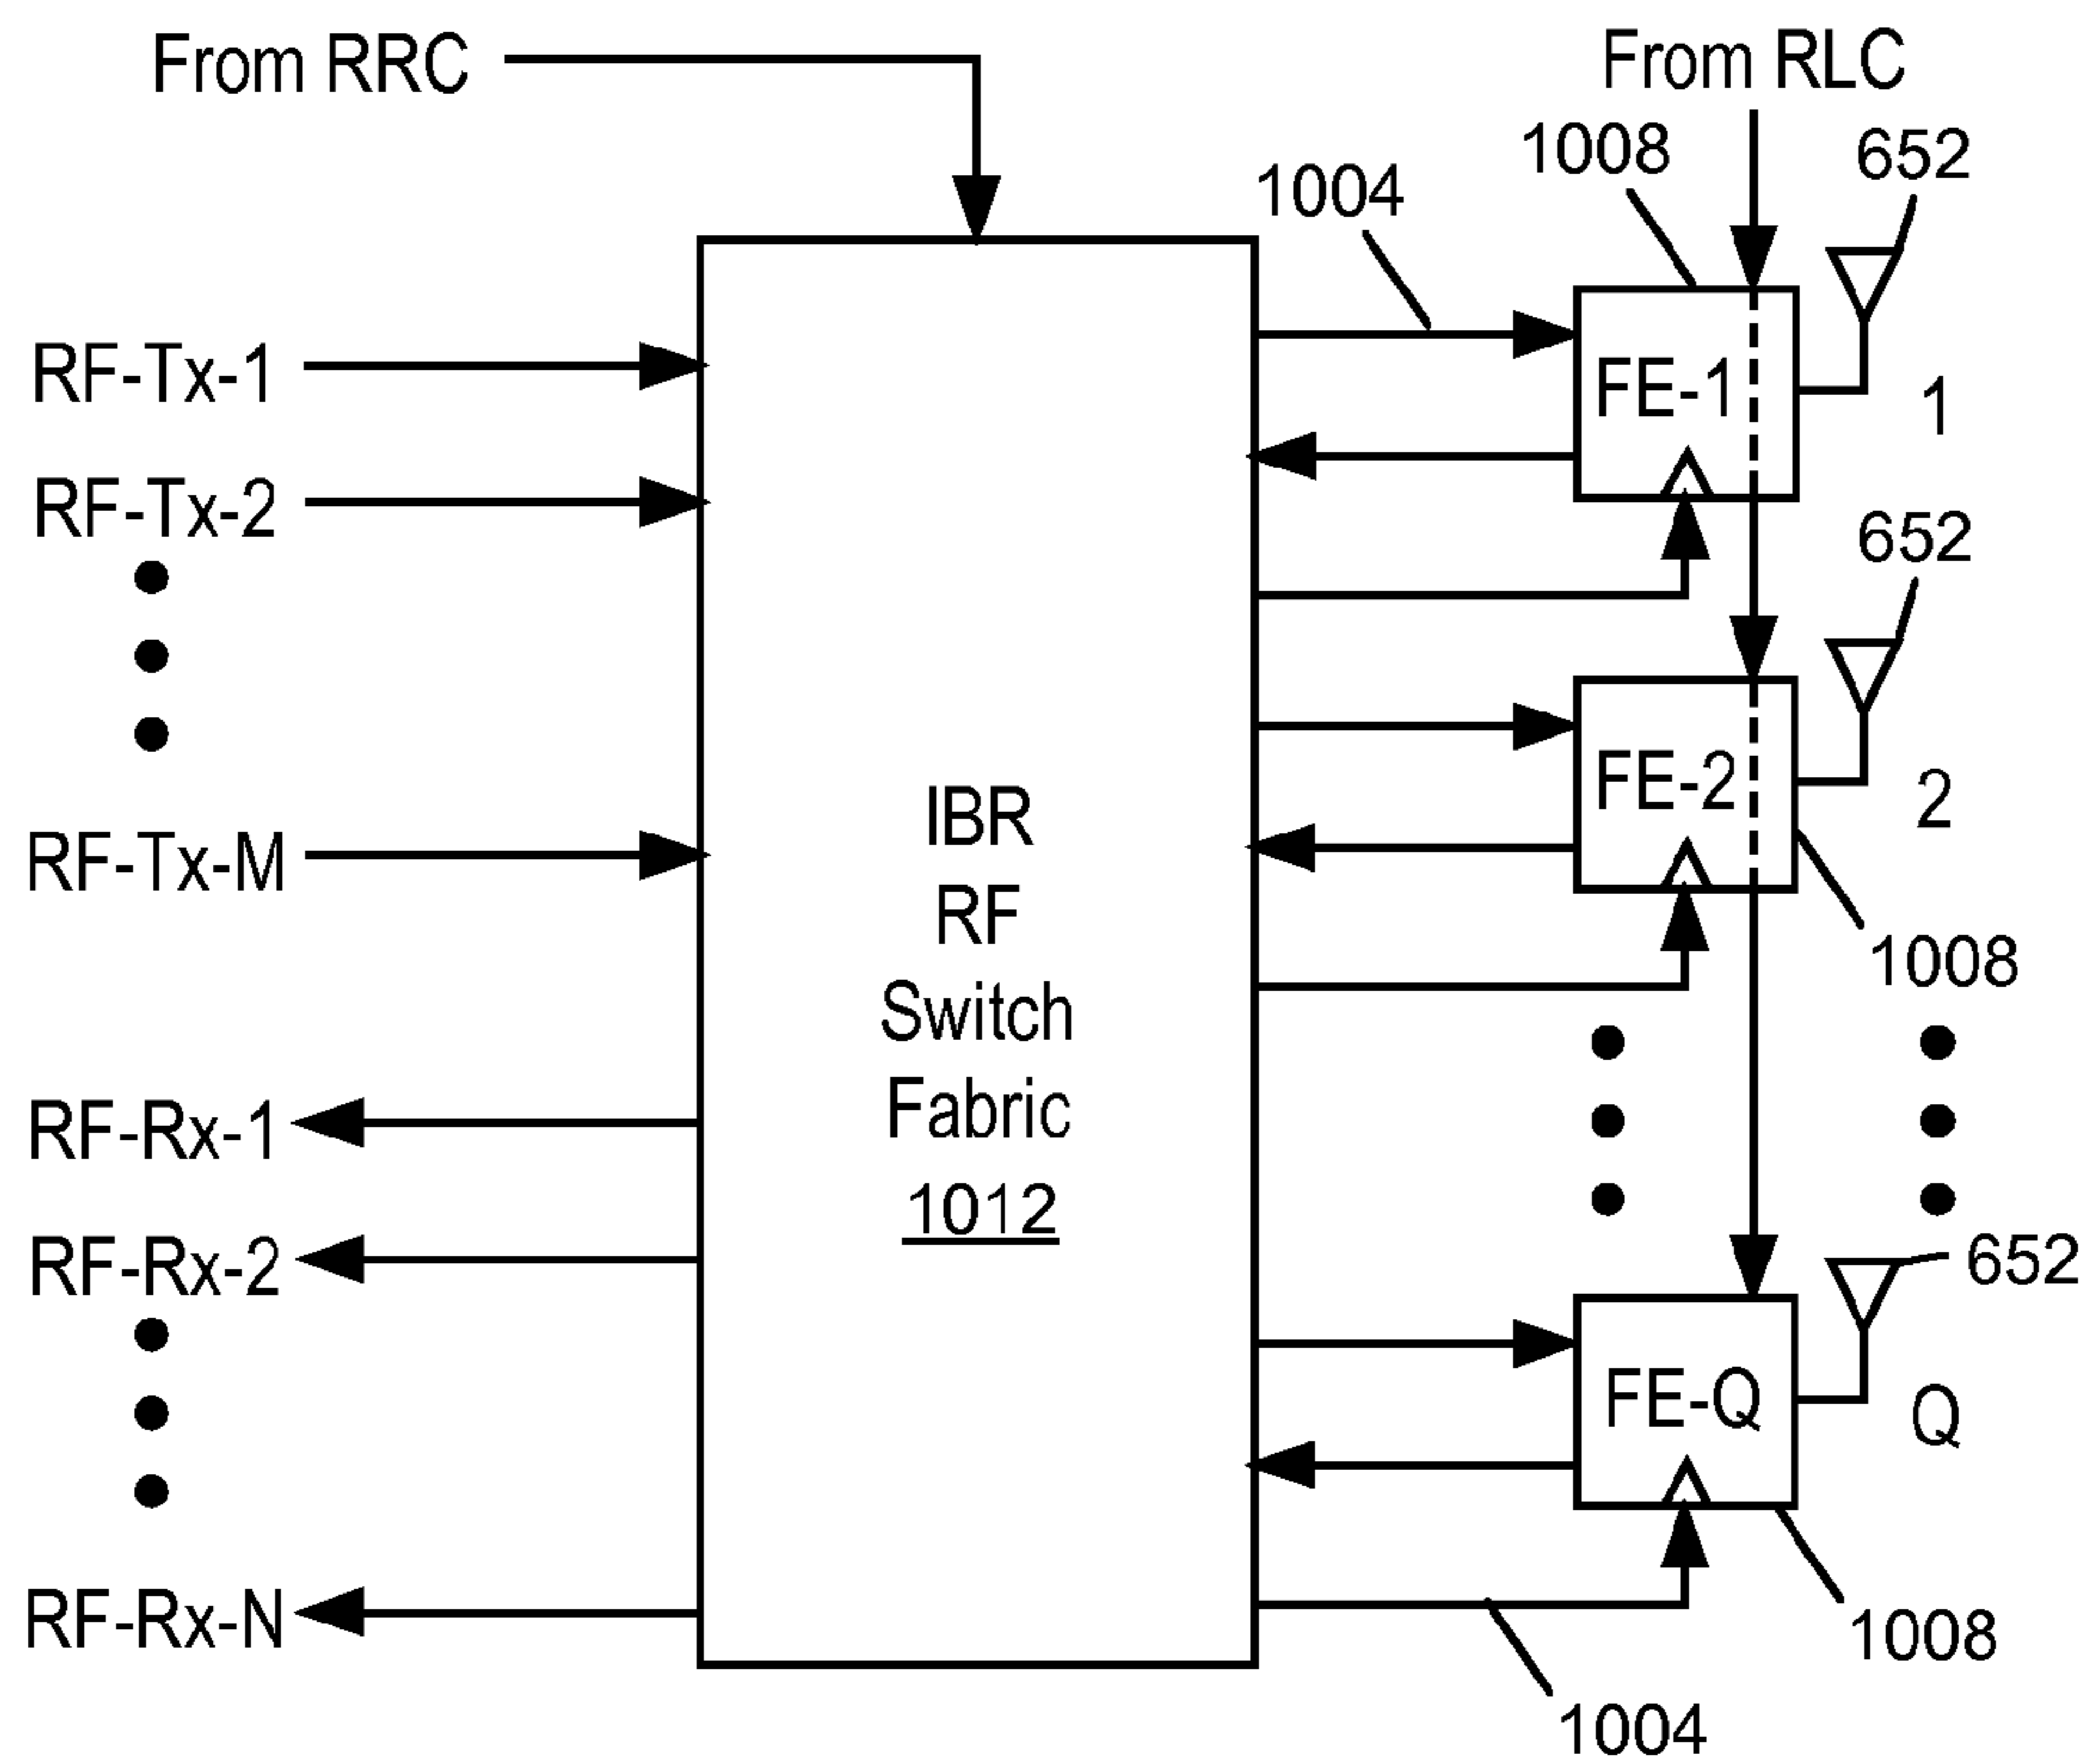 From RRC
From RLC
1008
652
1004
RF-Tx-1
FE-1
1
RF-Tx-2
652
RF-Tx-M
FE-2
2
IBR
RF
Switch
Fabric
1012
1008
RF-Rx-1
RF-Rx-2
652
FE-Q
Q
RF-Rx-N
1008
1004